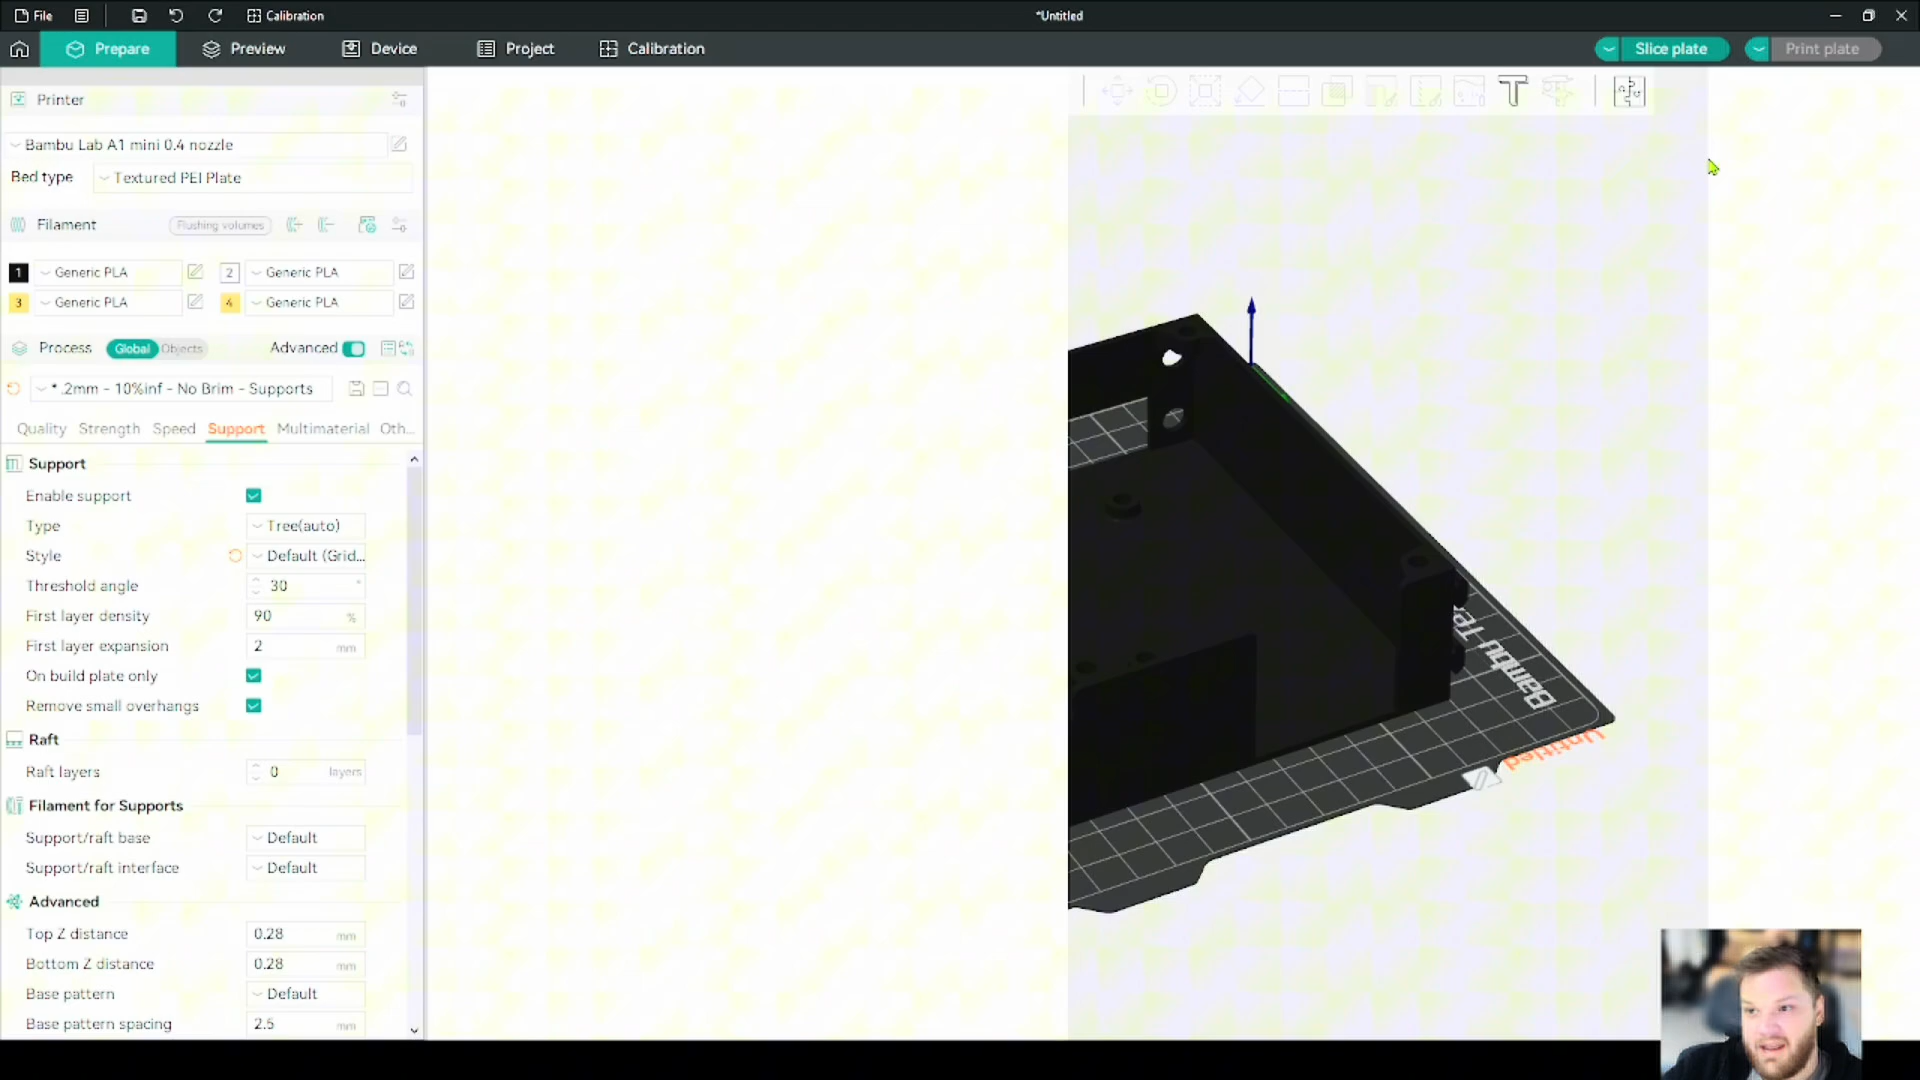 File
Calibration
*Untitled
Prepare
Preview
Device
Project
Calibration
Slice plate
Print plate
Printer
Bambu Lab A1 mini 0.4 nozzle
Bed type
Textured PEI Plate
Filament
Flushing volumes
1 Generic PLA
2 Generic PLA
3 Generic PLA
4 Generic PLA
Process
Global
Objects
Advanced
* .2mm - 10%inf - No Brim - Supports
Quality
Strength
Speed
Support
Multimaterial
Oth...
Support
Enable support
Type
Tree(auto)
Style
Default (Grid...
Threshold angle
30 °
First layer density
90 %
First layer expansion
2 mm
On build plate only
Remove small overhangs
Raft
Raft layers
0 layers
Filament for Supports
Support/raft base
Default
Support/raft interface
Default
Advanced
Top Z distance
0.28 mm
Bottom Z distance
0.28 mm
Base pattern
Default
Base pattern spacing
2.5 mm
Bambu Te
Untitled